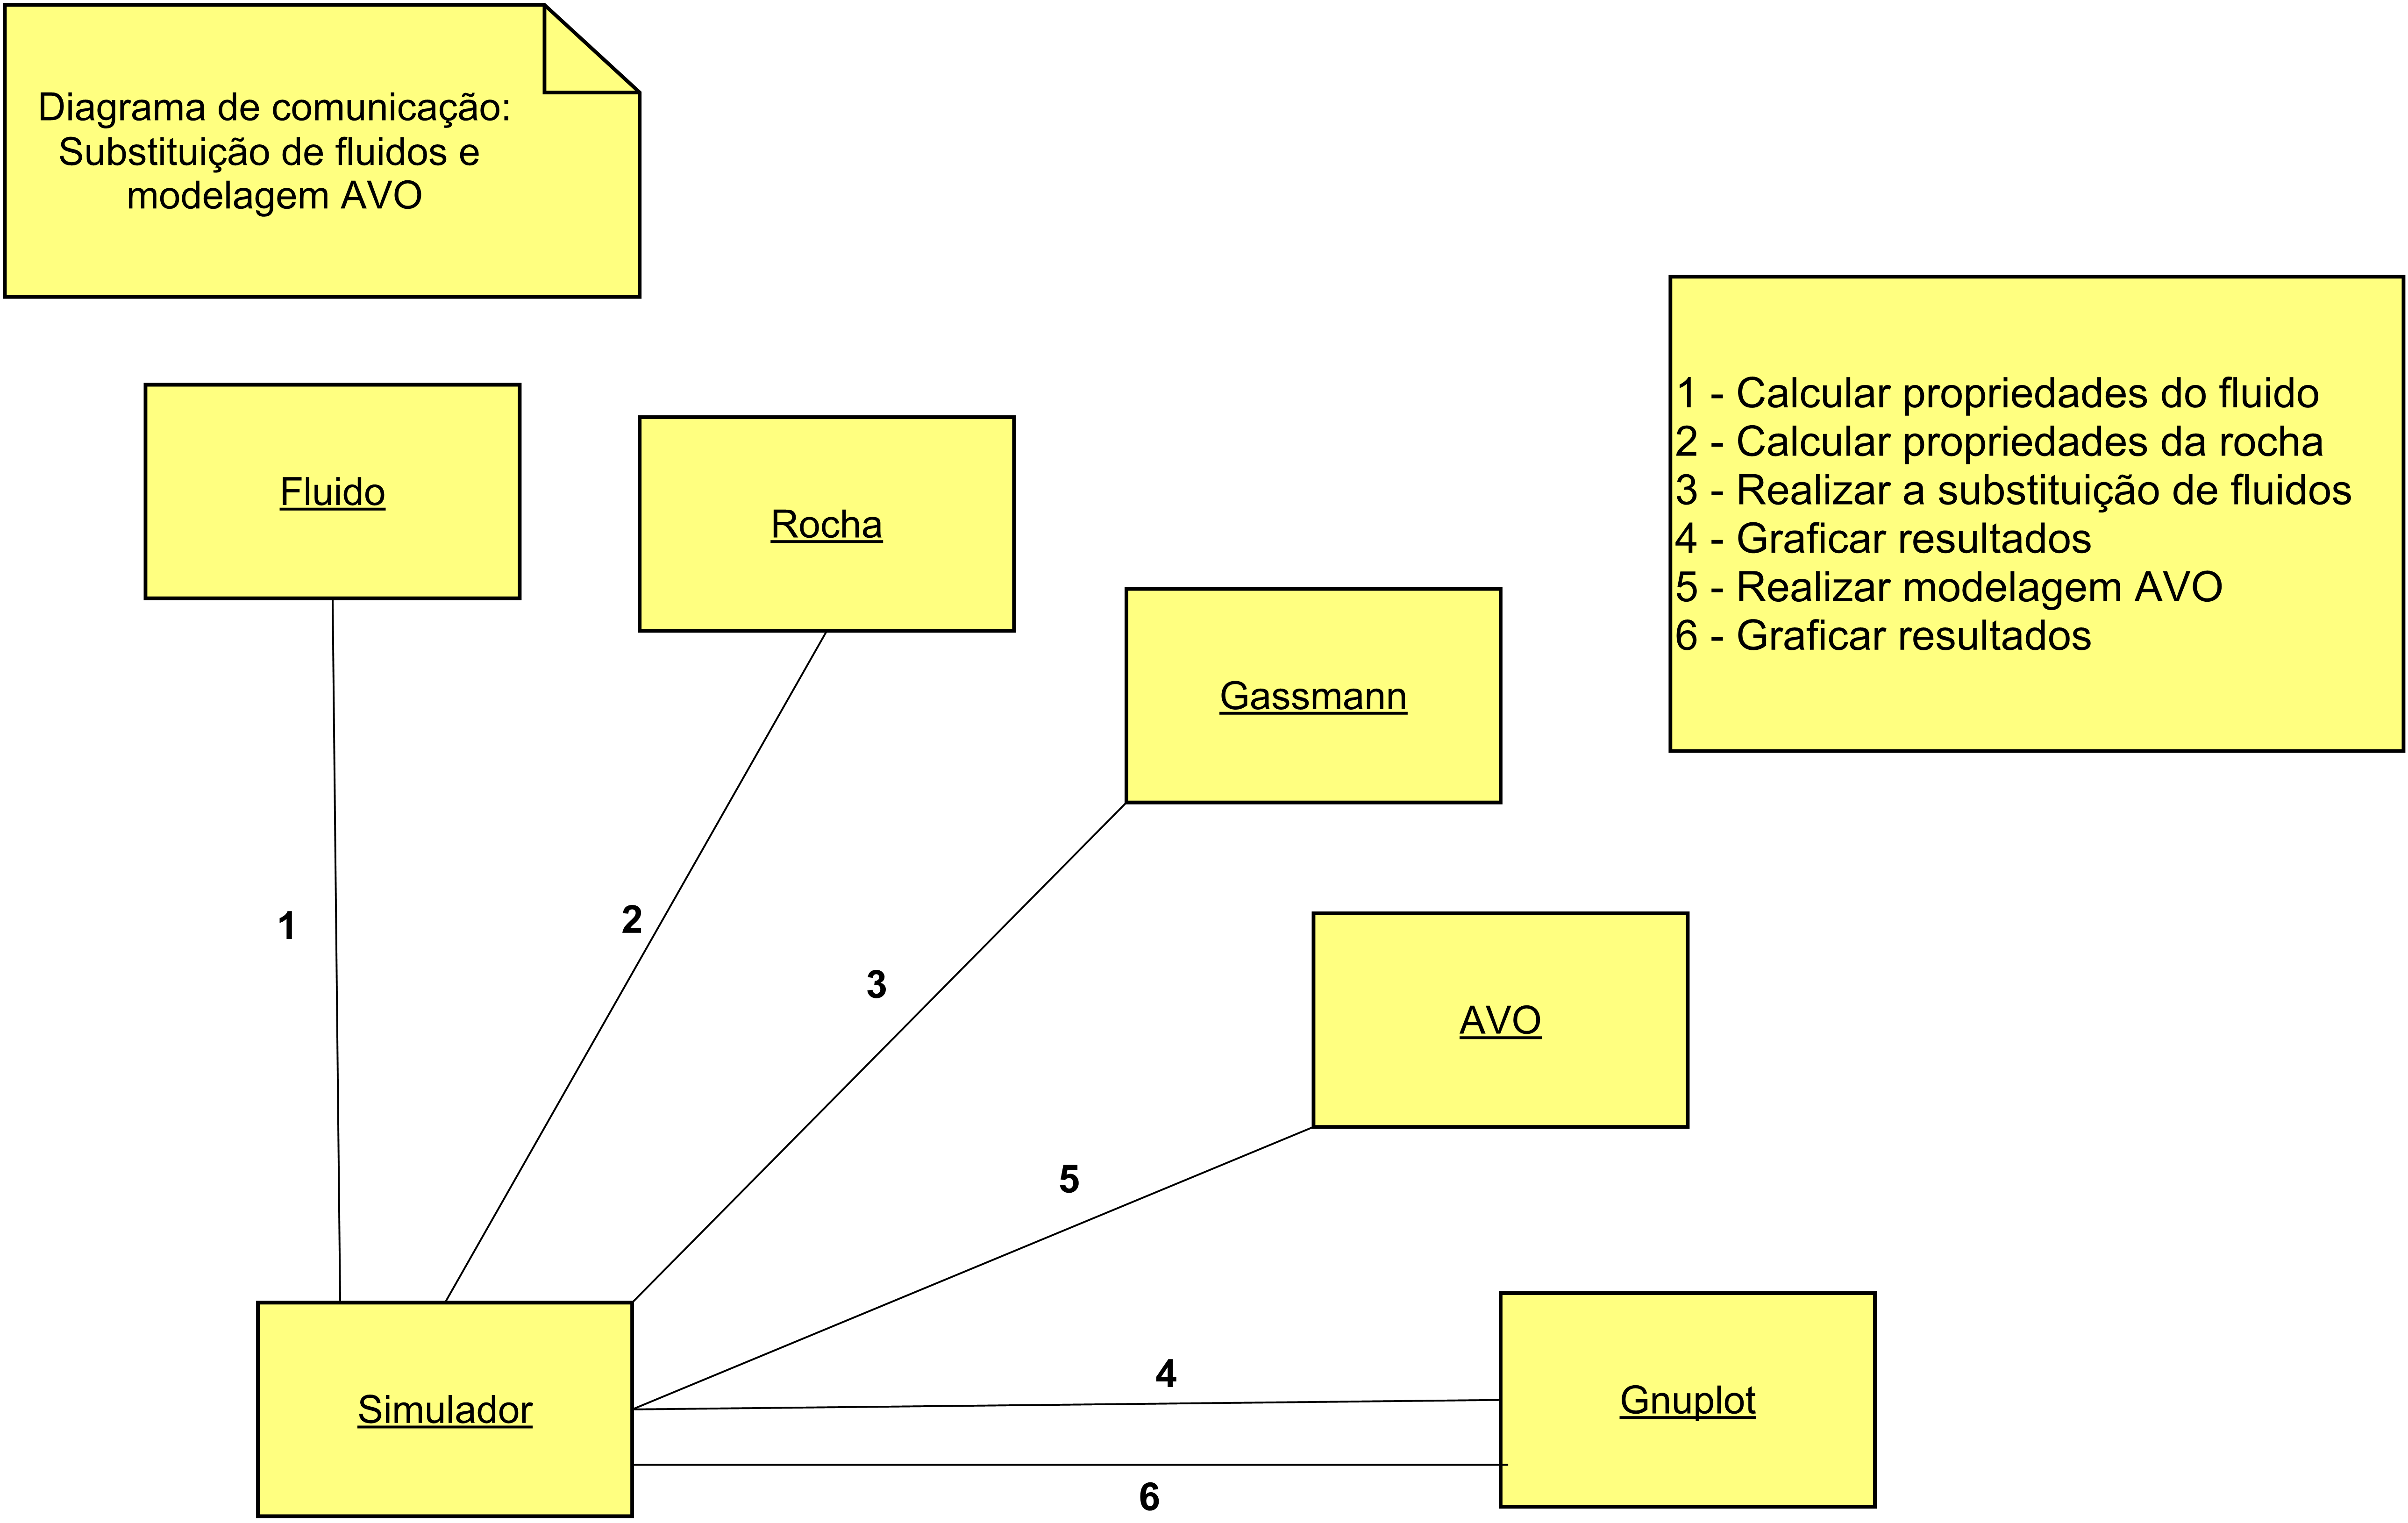 Diagrama de comunicação:
Substituição de fluidos e
modelagem AVO
1 - Calcular propriedades do fluido
2 - Calcular propriedades da rocha
3 - Realizar a substituição de fluidos
4 - Graficar resultados
5 - Realizar modelagem AVO
6 - Graficar resultados
Fluido
Rocha
Gassmann
1
2
3
AVO
5
4
Simulador
Gnuplot
6